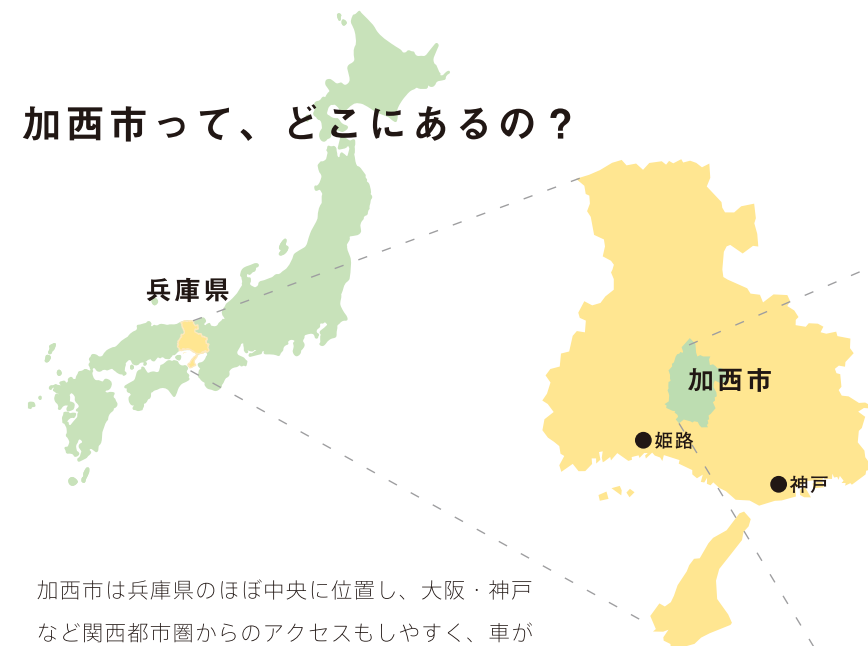 加西市って、どこにあるの？
兵庫県
加西市
●姫路
●神戸
加西市は兵庫県のほぼ中央に位置し、大阪・神戸
など関西都市圏からのアクセスもしやすく、車が